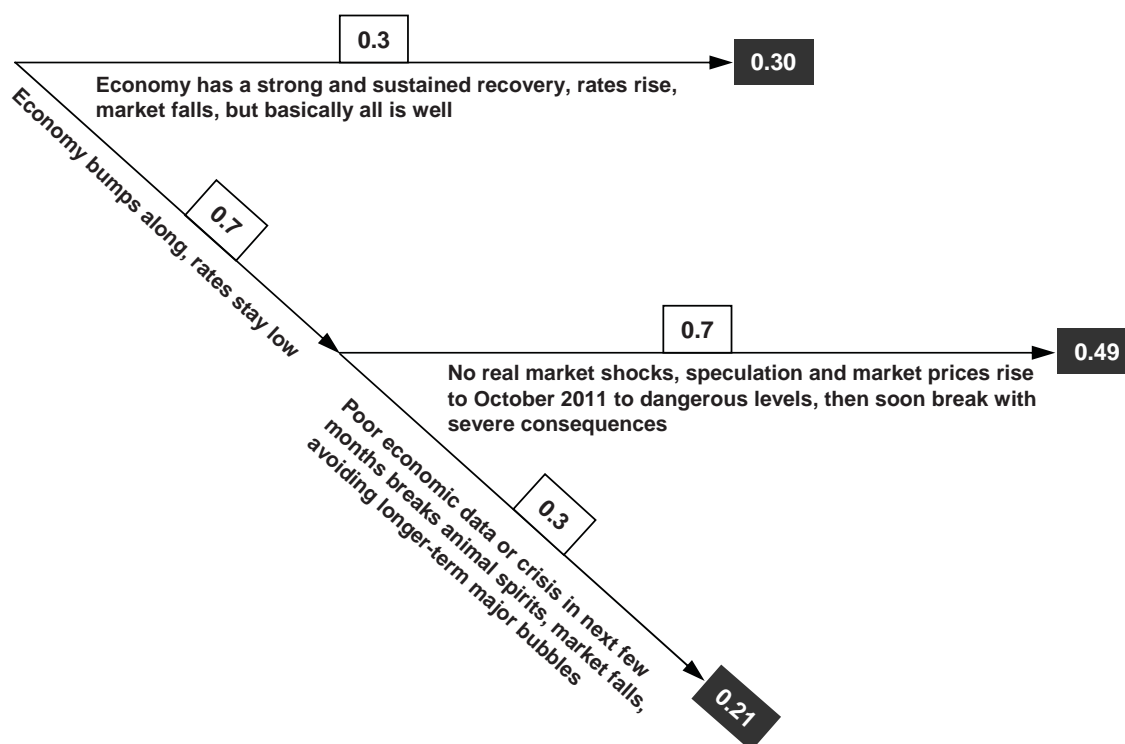 0.3
0.30
Economy has a strong and sustained recovery, rates rise,
market falls, but basically all is well
Economy bumps along, rates stay low
0.7
0.7
0.49
No real market shocks, speculation and market prices rise
to October 2011 to dangerous levels, then soon break with
severe consequences
Poor economic data or crisis in next few
months breaks animal spirits, market falls,
avoiding longer-term major bubbles
0.3
0.21